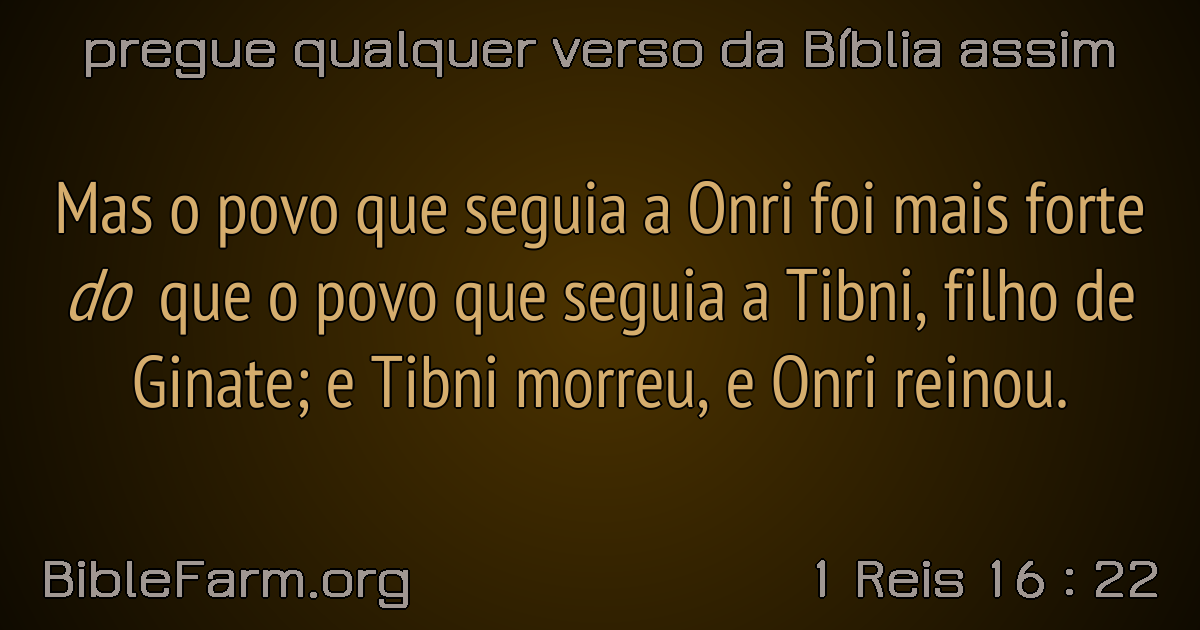 pregue qualquer verso da Bíblia assim
Mas o povo que seguia a Onri foi mais forte
do que o povo que seguia a Tibni, filho de
Ginate; e Tibni morreu, e Onri reinou.
BibleFarm.org
1 Reis 16 : 22